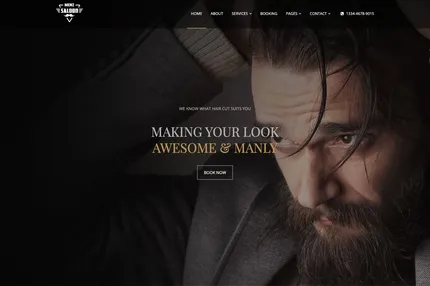 MENS
SALOON
HOME
ABOUT
SERVICES
BOOKING
PAGES
CONTACT
1334-4678-9015
WE KNOW WHAT HAIR CUT SUITS YOU
MAKING YOUR LOOK
AWESOME & MANLY
BOOK NOW